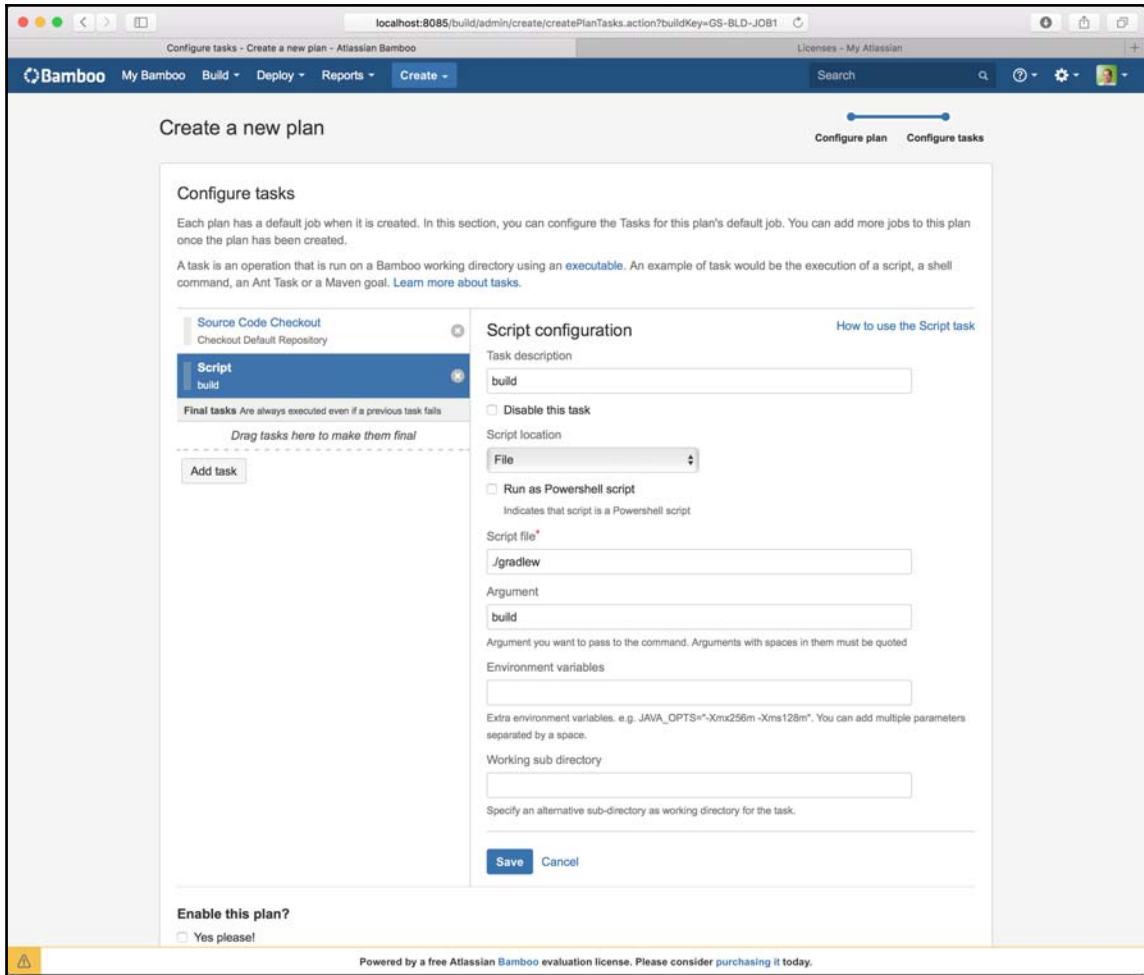 localhost:8085/build/admin/create/createPlanTasks.action?buildKey=GS-BLD-JOB1
Configure tasks - Create a new plan - Atlassian Bamboo
Licenses - My Atlassian
Bamboo My Bamboo Build Deploy Reports Create Search
Create a new plan
Configure plan Configure tasks
Configure tasks
Each plan has a default job when it is created. In this section, you can configure the Tasks for this plan's default job. You can add more jobs to this plan
once the plan has been created.
A task is an operation that is run on a Bamboo working directory using an executable. An example of task would be the execution of a script, a shell
command, an Ant Task or a Maven goal. Learn more about tasks.
Source Code Checkout
Checkout Default Repository
Script
build
Final tasks Are always executed even if a previous task fails
Drag tasks here to make them final
Add task
Script configuration
How to use the Script task
Task description
build
Disable this task
Script location
File
Run as Powershell script
Indicates that script is a Powershell script
Script file*
./gradlew
Argument
build
Argument you want to pass to the command. Arguments with spaces in them must be quoted
Environment variables
Extra environment variables. e.g. JAVA_OPTS="-Xmx256m -Xms128m". You can add multiple parameters
separated by a space.
Working sub directory
Specify an alternative sub-directory as working directory for the task.
Save Cancel
Enable this plan?
Yes please!
Powered by a free Atlassian Bamboo evaluation license. Please consider purchasing it today.